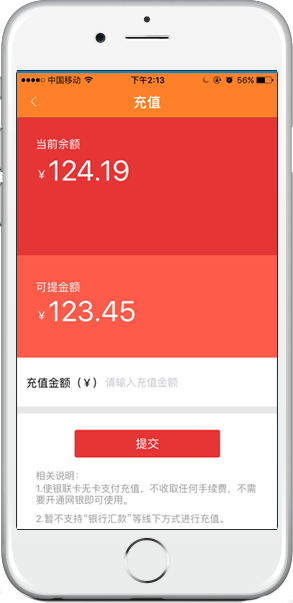 中国移动 下午2:13 56%
充值
当前余额
¥124.19
可提金额
¥123.45
充值金额（¥） 请输入充值金额
提交
相关说明：
1.使银联卡无卡支付充值，不收取任何手续费，不需
要开通网银即可使用。
2.暂不支持“银行汇款”等线下方式进行充值。